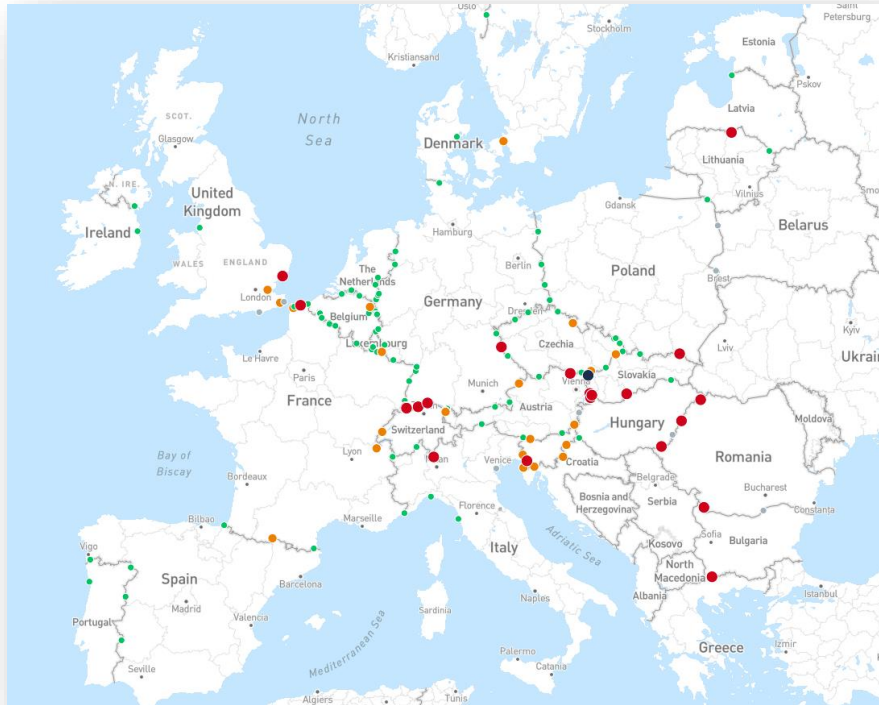 Oslo
Stockholm
Saint
Petersburg
Estonia
Kristiansand
Pskov
North
Sea
SCOT.
Glasgow
Latvia
Denmark
Lithuania
N. IRE.
United
Kingdom
Vilnius
Gdansk
Ireland
Hamburg
Belarus
WALES
ENGLAND
The
Netherlands
Berlin
Poland
Brest
London
Germany
Belgium
Dresden
Kyiv
Luxembourg
Czechia
Lviv
Ukrain
Le Havre
Paris
Slovakia
Munich
Vienna
France
Austria
Hungary
Moldova
Switzerland
Lyon
Romania
Bay of
Biscay
Venice
Croatia
Bordeaux
Belgrade
Bosnia and
Herzegovina
Serbia
Bucharest
Constanța
Florence
Bilbao
Marseille
Sofia
Bulgaria
Italy
Adriatic Sea
Kosovo
Vigo
North
Macedonia
Spain
Barcelona
Albania
Istanbul
Madrid
Naples
Sardinia
Valencia
Portugal
Mediterranean Sea
Greece
Izmir
Palermo
Seville
Catania
Algiers
Tunis